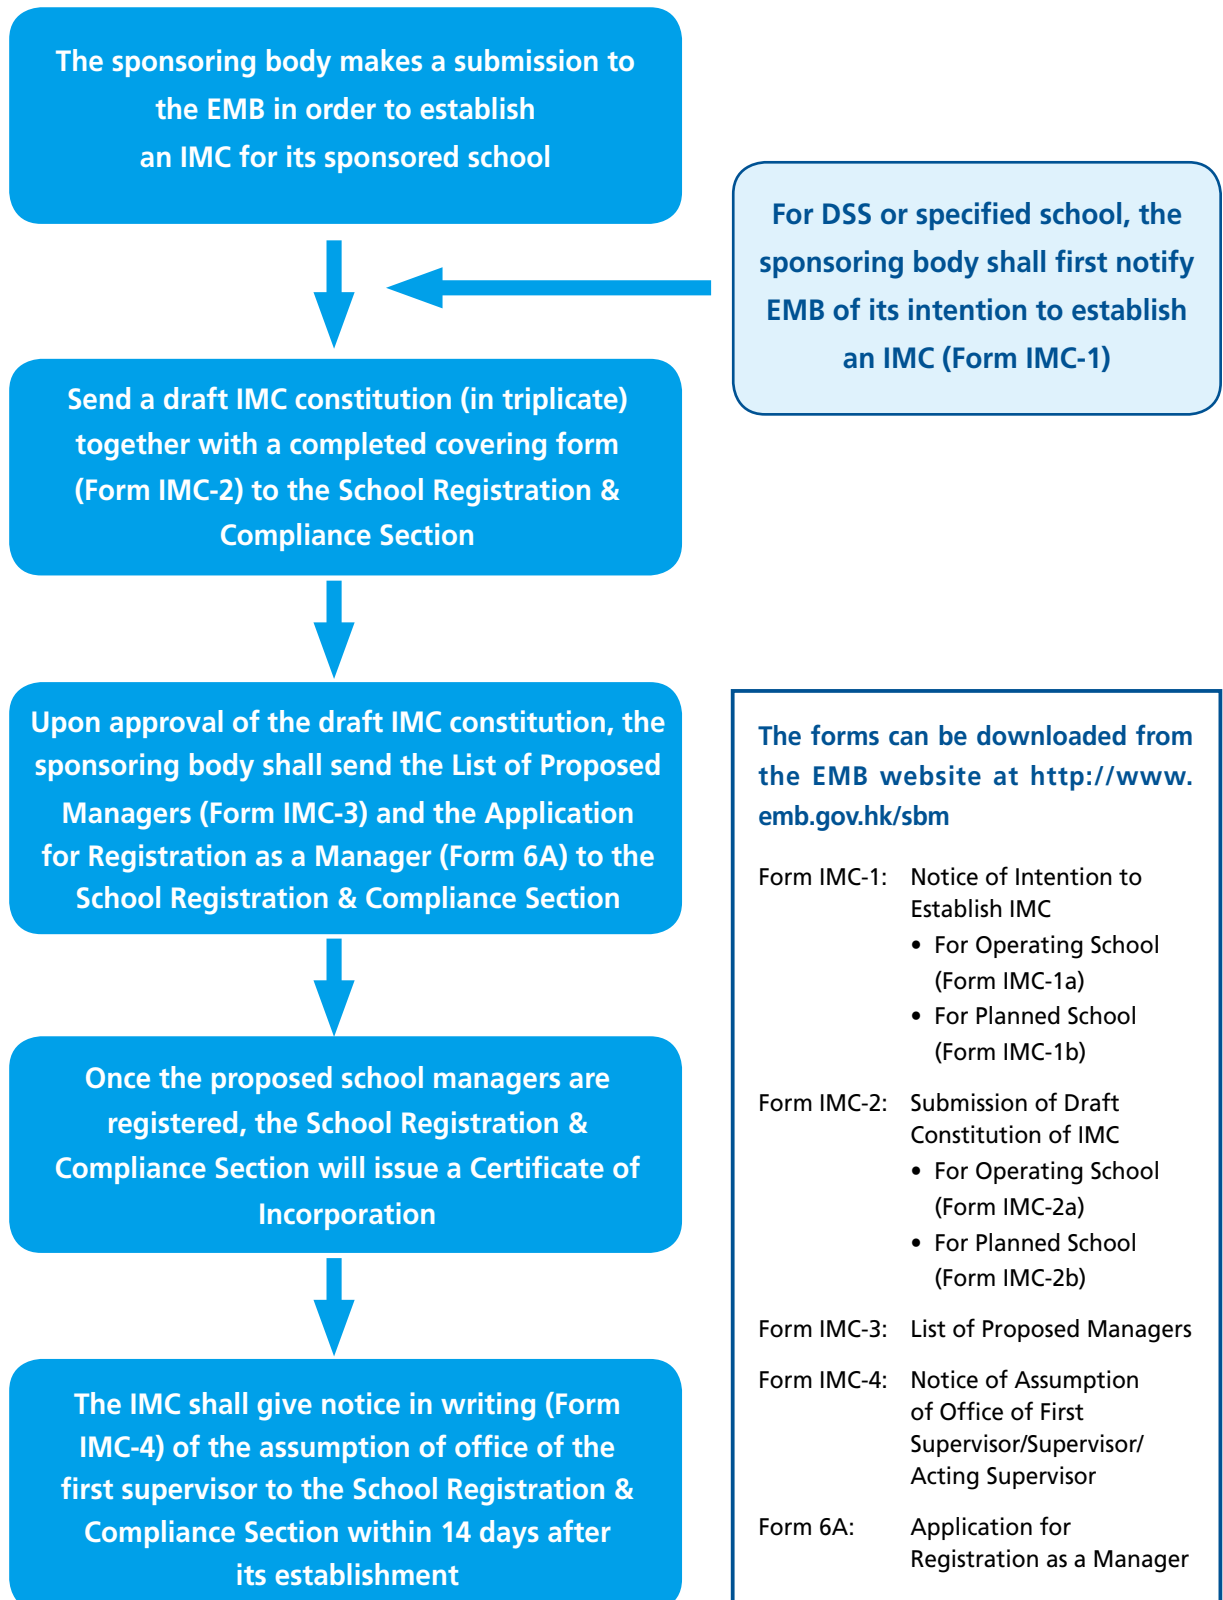 The sponsoring body makes a submission to
the EMB in order to establish
an IMC for its sponsored school
For DSS or specified school, the
sponsoring body shall first notify
EMB of its intention to establish
an IMC (Form IMC-1)
Send a draft IMC constitution (in triplicate)
together with a completed covering form
(Form IMC-2) to the School Registration &
Compliance Section
Upon approval of the draft IMC constitution, the
sponsoring body shall send the List of Proposed
Managers (Form IMC-3) and the Application
for Registration as a Manager (Form 6A) to the
School Registration & Compliance Section
Once the proposed school managers are
registered, the School Registration &
Compliance Section will issue a Certificate of
Incorporation
The IMC shall give notice in writing (Form
IMC-4) of the assumption of office of the
first supervisor to the School Registration &
Compliance Section within 14 days after
its establishment
The forms can be downloaded from
the EMB website at http://www.
emb.gov.hk/sbm
Form IMC-1: Notice of Intention to
Establish IMC
• For Operating School
(Form IMC-1a)
• For Planned School
(Form IMC-1b)
Form IMC-2: Submission of Draft
Constitution of IMC
• For Operating School
(Form IMC-2a)
• For Planned School
(Form IMC-2b)
Form IMC-3: List of Proposed Managers
Form IMC-4: Notice of Assumption
of Office of First
Supervisor/Supervisor/
Acting Supervisor
Form 6A: Application for
Registration as a Manager